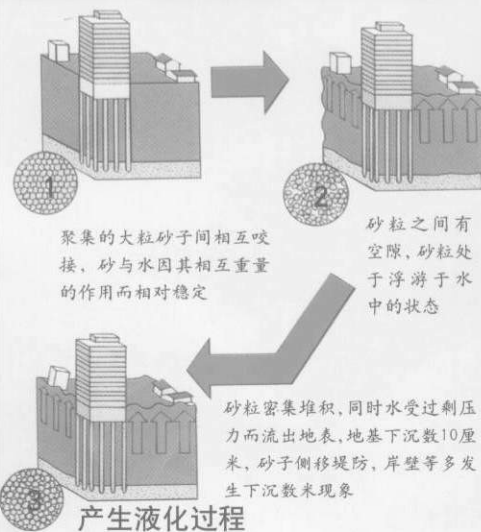 1
2
聚集的大粒砂子间相互咬
接、砂与水因其相互重量
的作用而相对稳定
砂粒之间有
空隙,砂粒处
于浮游于水
中的状态
砂粒密集堆积,同时水受过剩压
力而流出地表,地基下沉数10厘
米,砂子侧移堤防,岸壁等多发
生下沉数米现象
3
产生液化过程